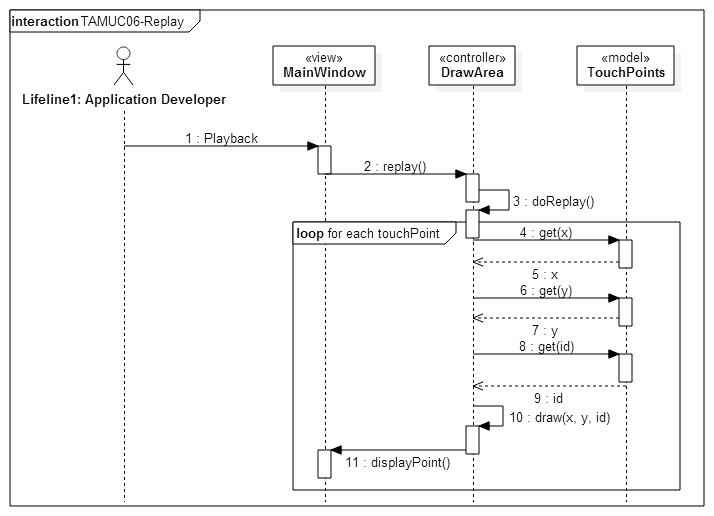 interaction TAMUC06-Replay
«view»
MainWindow
«controller»
DrawArea
«model»
TouchPoints
Lifeline1: Application Developer
1 : Playback
2 : replay()
3 : doReplay()
loop for each touchPoint
4 : get(x)
5 : x
6 : get(y)
7 : y
8 : get(id)
9 : id
10 : draw(x, y, id)
11 : displayPoint()